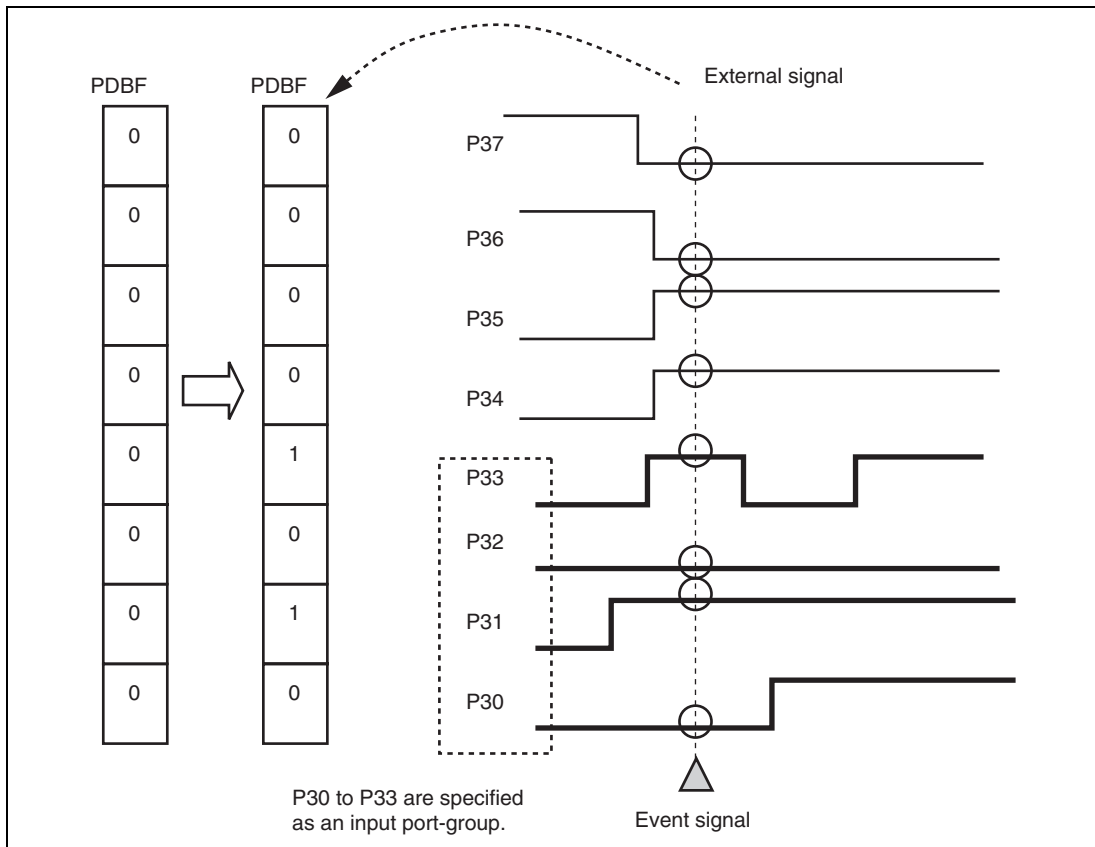 External signal
PDBF PDBF
0 0 P37
0 0 P36
0 0 P35
0 0 P34
0 1 P33
0 0 P32
0 1 P31
0 0 P30
P30 to P33 are specified
as an input port-group.
Event signal